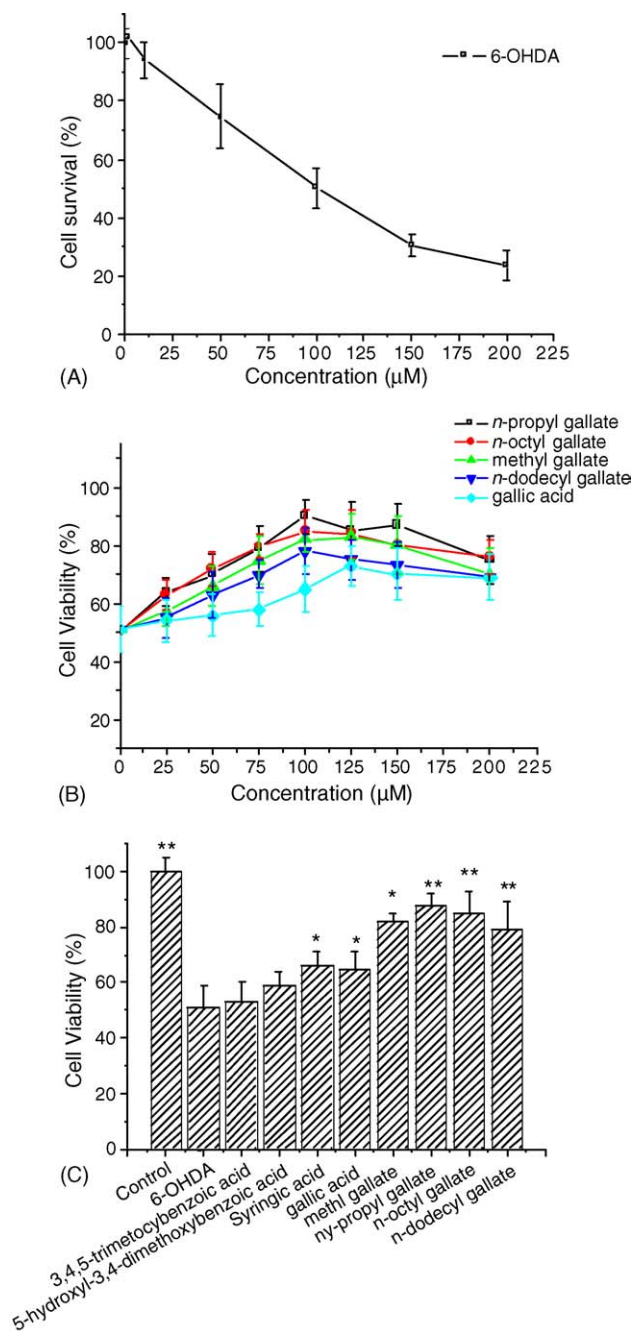 6-OHDA
100
80
60
40
20
0
Cell survival (%)
0 25 50 75 100 125 150 175 200 225
Concentration (μM)
(A)
n-propyl gallate
n-octyl gallate
methyl gallate
n-dodecyl gallate
gallic acid
100
80
60
40
20
Cell Viability (%)
0 25 50 75 100 125 150 175 200 225
Concentration (μM)
(B)
** * * * ** ** **
100
80
60
40
20
0
Cell Viability (%)
Control
6-OHDA
3,4,5-trimetocybenzoic acid
5-hydroxyl-3,4-dimethoxybenzoic acid
Syringic acid
gallic acid
methl gallate
ny-propyl gallate
n-octyl gallate
n-dodecyl gallate
(C)